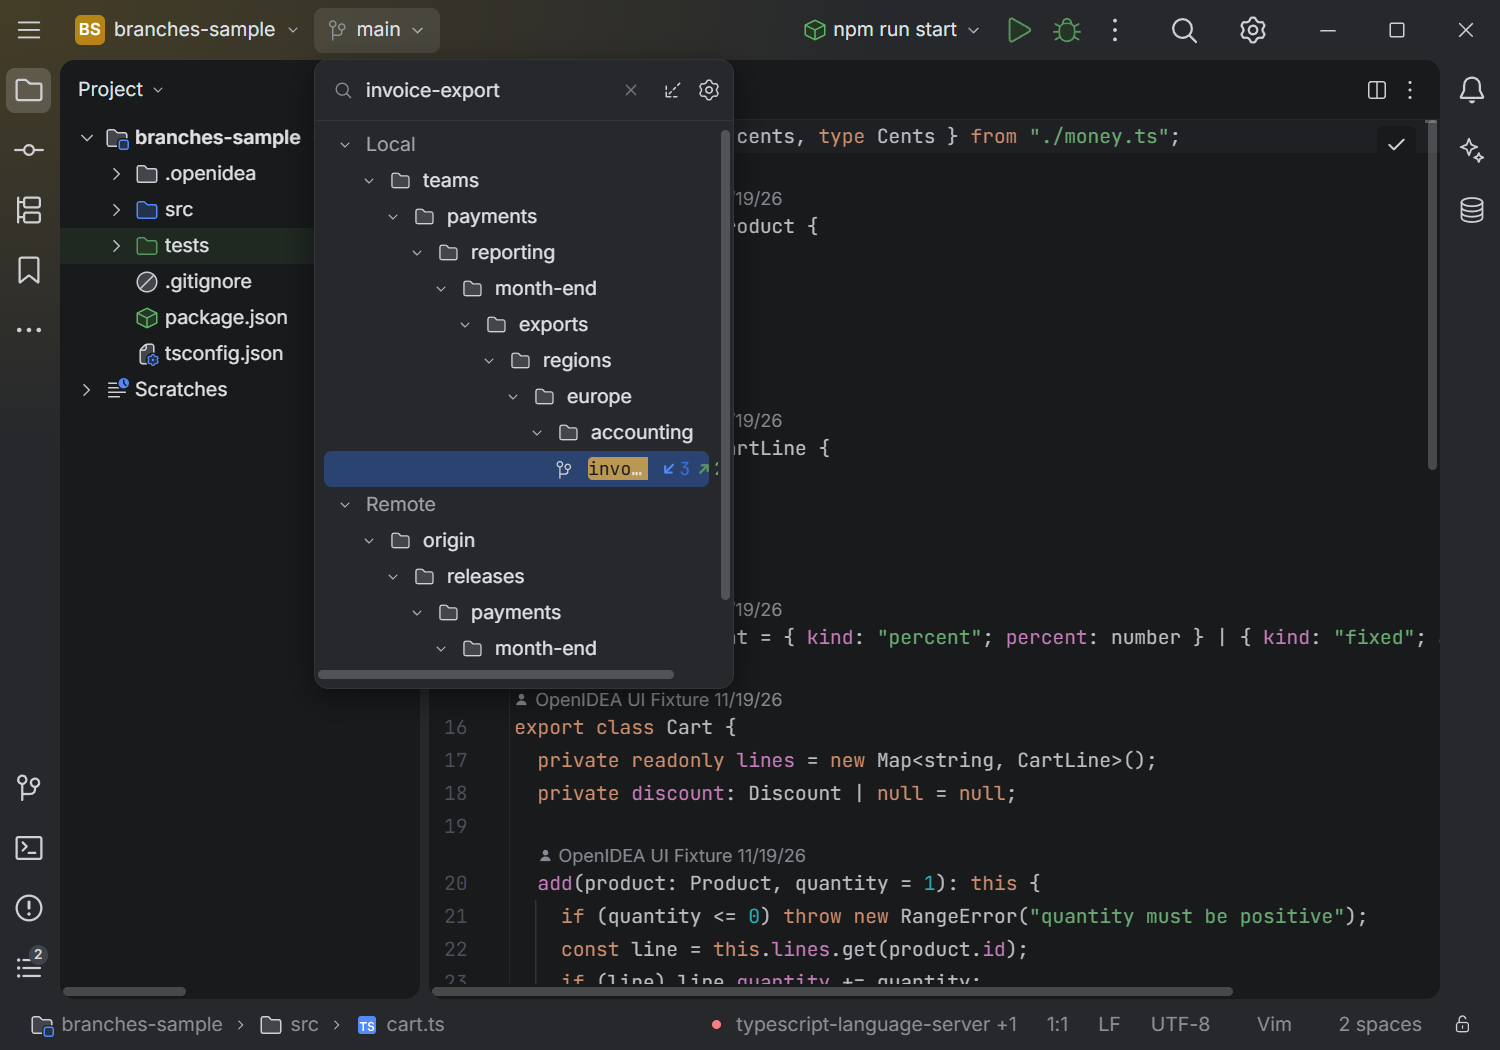 BS branches-sample main npm run start
Project
invoice-export
branches-sample
.openidea
src
tests
.gitignore
package.json
tsconfig.json
Scratches
Local
teams
payments
reporting
month-end
exports
regions
europe
accounting
invo… 3
Remote
origin
releases
payments
month-end
cents, type Cents } from "./money.ts";
19/26
oduct {
19/26
artLine {
19/26
t = { kind: "percent"; percent: number } | { kind: "fixed";
OpenIDEA UI Fixture 11/19/26
16 export class Cart {
17 private readonly lines = new Map<string, CartLine>();
18 private discount: Discount | null = null;
19
OpenIDEA UI Fixture 11/19/26
20 add(product: Product, quantity = 1): this {
21 if (quantity <= 0) throw new RangeError("quantity must be positive");
22 const line = this.lines.get(product.id);
23 if (line) line.quantity += quantity;
2
branches-sample › src › TS cart.ts
typescript-language-server +1 1:1 LF UTF-8 Vim 2 spaces